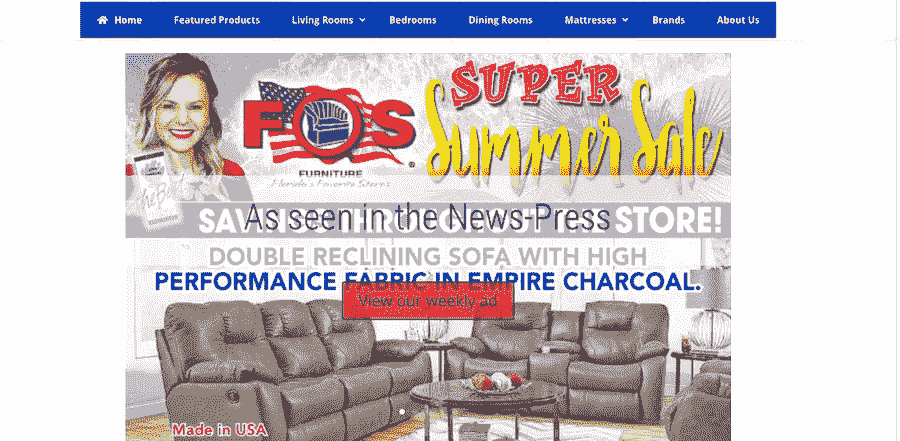 Home Featured Products Living Rooms Bedrooms Dining Rooms Mattresses Brands About Us
SUPER
Summer Sale
FOS
®
FURNITURE
Florida's Favorite Stores
STORE!
As seen in the News-Press
DOUBLE RECLINING SOFA WITH HIGH
PERFORMANCE FABRIC IN EMPIRE CHARCOAL.
View our weekly ad
Made in USA